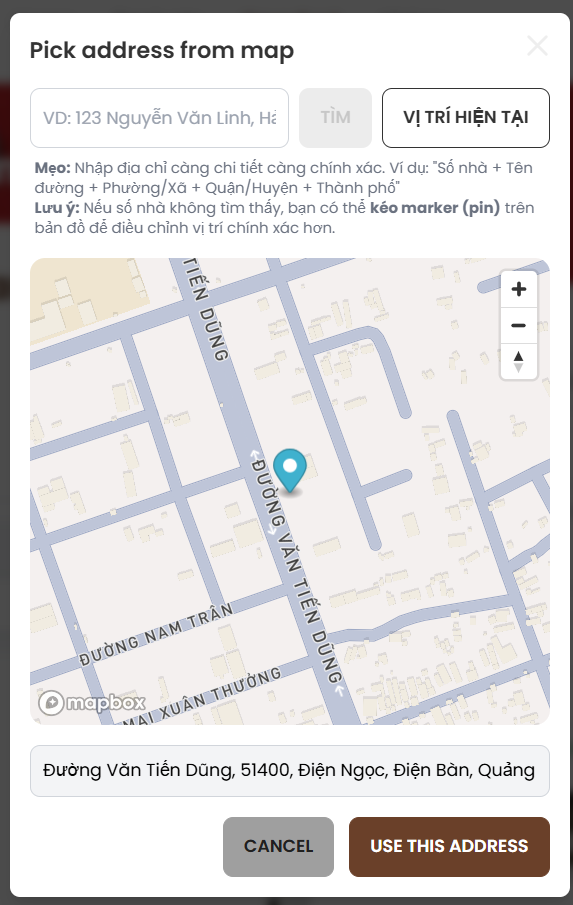 Pick address from map
VD: 123 Nguyễn Văn Linh, Hả
TÌM
VỊ TRÍ HIỆN TẠI
Mẹo: Nhập địa chỉ càng chi tiết càng chính xác. Ví dụ: "Số nhà + Tên
đường + Phường/Xã + Quận/Huyện + Thành phố"
Lưu ý: Nếu số nhà không tìm thấy, bạn có thể kéo marker (pin) trên
bản đồ để điều chỉnh vị trí chính xác hơn.
TIẾN DŨNG
ĐƯỜNG VĂN TIẾN DŨNG
ĐƯỜNG NAM TRÂN
MAI XUÂN THƯỞNG
mapbox
Đường Văn Tiến Dũng, 51400, Điện Ngọc, Điện Bàn, Quảng
CANCEL
USE THIS ADDRESS